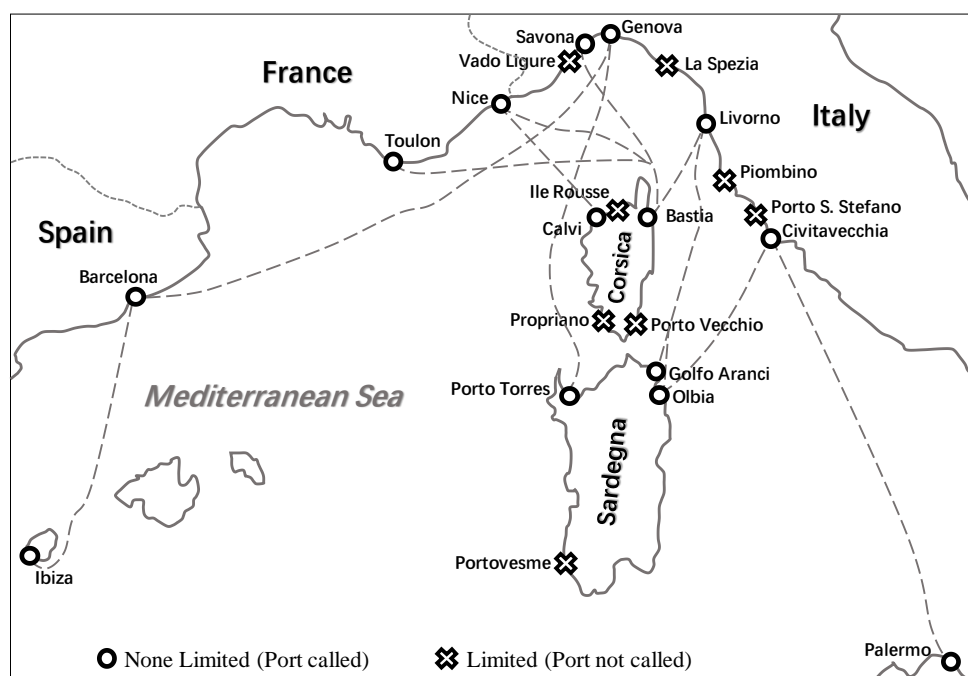 Genova
Savona
Vado Ligure
La Spezia
France
Nice
Livorno
Italy
Toulon
Piombino
Ile Rousse
Porto S. Stefano
Spain
Calvi
Bastia
Civitavecchia
Corsica
Barcelona
Propriano
Porto Vecchio
Golfo Aranci
Mediterranean Sea
Porto Torres
Olbia
Sardegna
Portovesme
Ibiza
Palermo
None Limited (Port called)
Limited (Port not called)